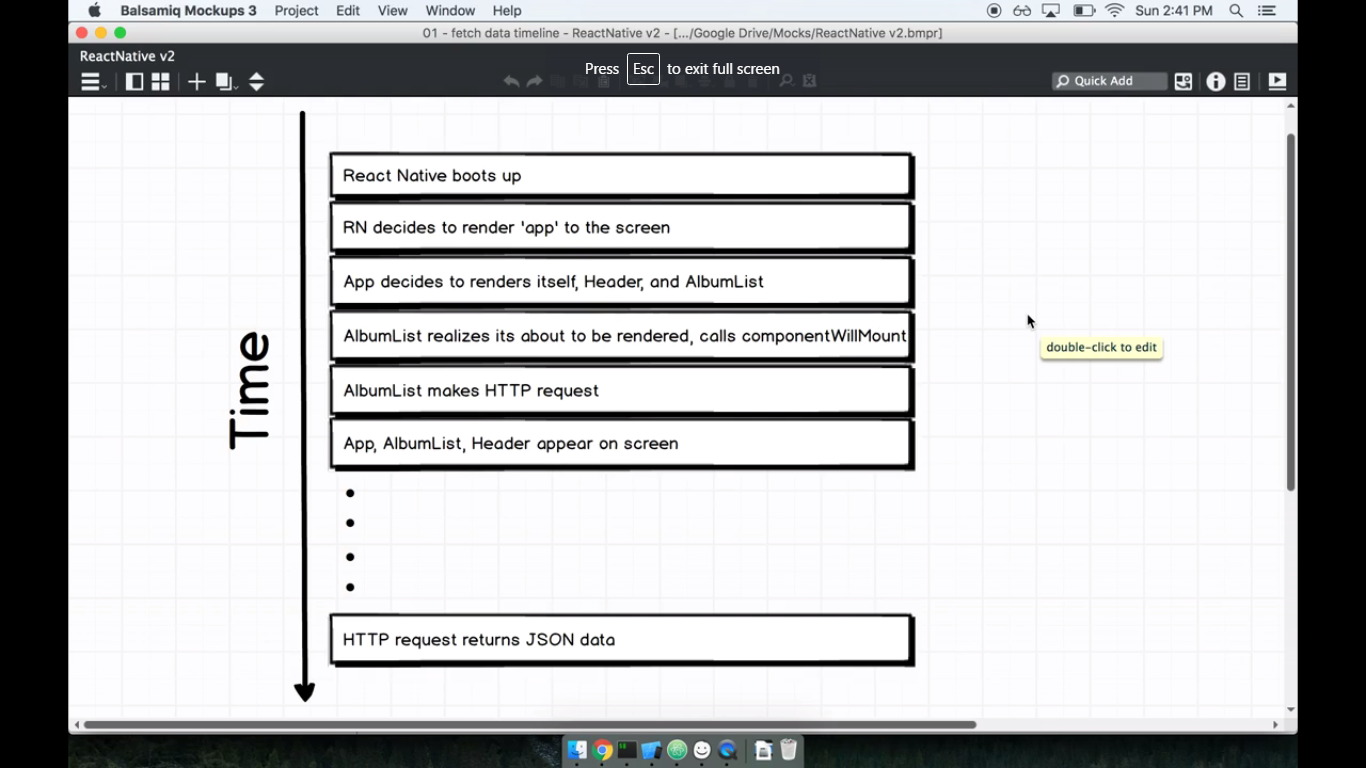 Balsamiq Mockups 3 Project Edit View Window Help Sun 2:41 PM
01 - fetch data timeline - ReactNative v2 - [.../Google Drive/Mocks/ReactNative v2.bmpr]
ReactNative v2
Press Esc to exit full screen
Quick Add
React Native boots up
RN decides to render 'app' to the screen
App decides to renders itself, Header, and AlbumList
AlbumList realizes its about to be rendered, calls componentWillMount
double-click to edit
Time
AlbumList makes HTTP request
App, AlbumList, Header appear on screen
HTTP request returns JSON data